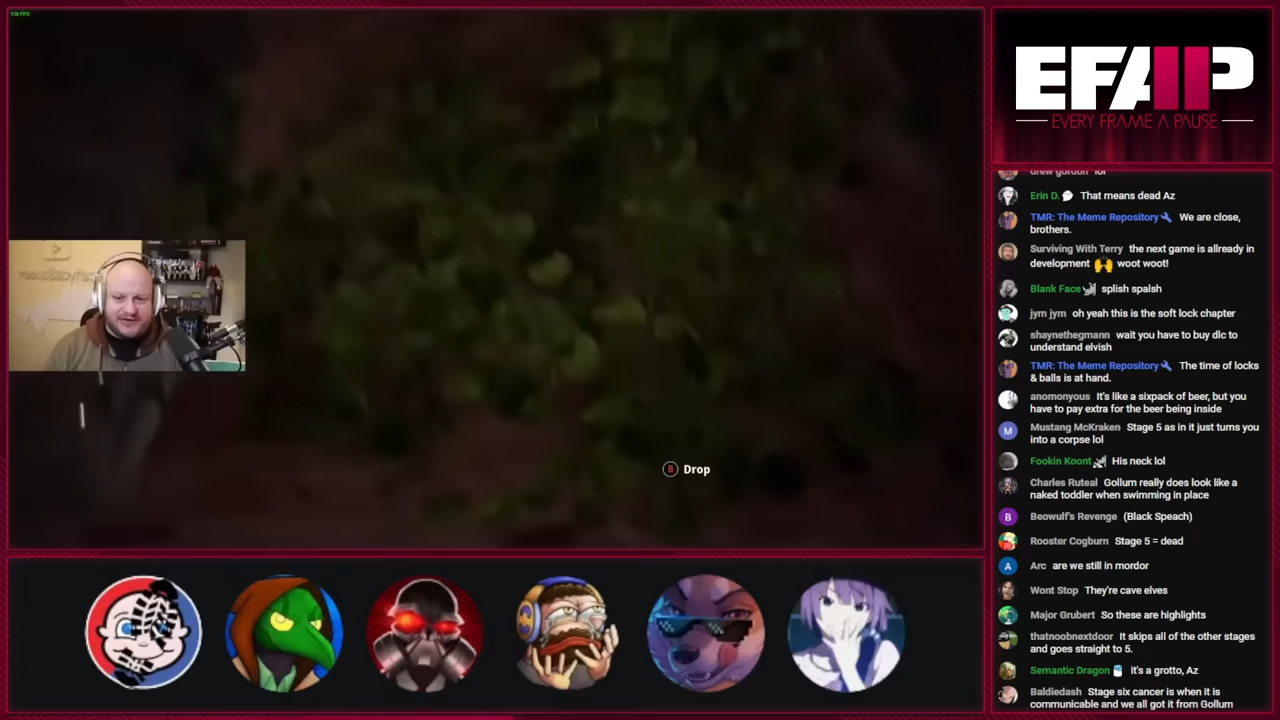 EFAP
EVERY FRAME A PAUSE
drew gordon lol
Erin D. That means dead Az
TMR: The Meme Repository We are close,
brothers.
Surviving With Terry the next game is allready in
development woot woot!
Blank Face splish spalsh
jym jym oh yeah this is the soft lock chapter
shaynethegmann wait you have to buy dlc to
understand elvish
TMR: The Meme Repository The time of locks
& balls is at hand.
anomonyous It's like a sixpack of beer, but you
have to pay extra for the beer being inside
M
Mustang McKraken Stage 5 as in it just turns you
into a corpse lol
Fookin Koont His neck lol
Charles Ruteal Gollum really does look like a
naked toddler when swimming in place
B
Beowulf's Revenge (Black Speach)
Rooster Cogburn Stage 5 = dead
A
Arc are we still in mordor
Wont Stop They're cave elves
Major Grubert So these are highlights
thatnoobnextdoor It skips all of the other stages
and goes straight to 5.
Semantic Dragon it's a grotto, Az
Baldiedash Stage six cancer is when it is
communicable and we all got it from Gollum
B Drop